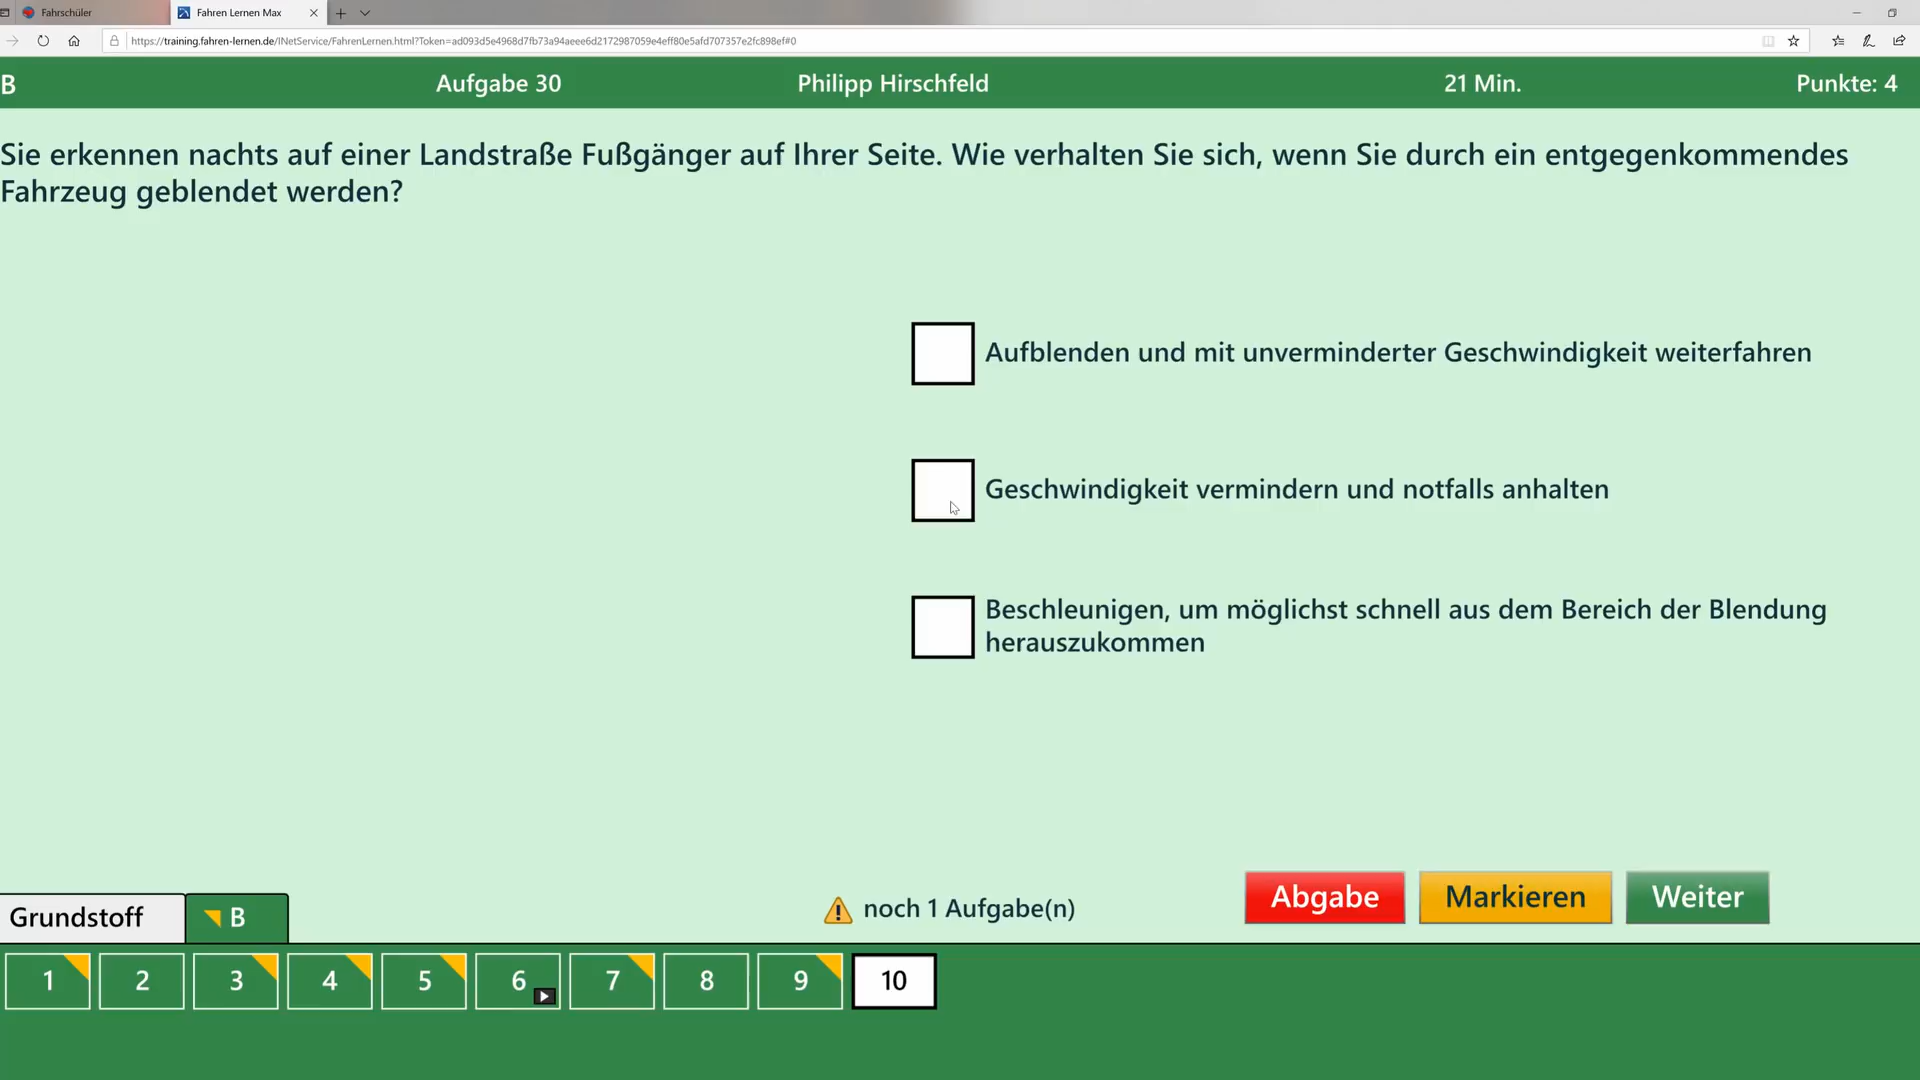 Fahrschüler
Fahren Lernen Max
https://training.fahren-lernen.de/INetService/FahrenLernen.html?Token=ad093d5e4968d7fb73a94aeee6d2172987059e4eff80e5afd707357e2fc898ef#0
B
Aufgabe 30
Philipp Hirschfeld
21 Min.
Punkte: 4
Sie erkennen nachts auf einer Landstraße Fußgänger auf Ihrer Seite. Wie verhalten Sie sich, wenn Sie durch ein entgegenkommendes
Fahrzeug geblendet werden?
Aufblenden und mit unverminderter Geschwindigkeit weiterfahren
Geschwindigkeit vermindern und notfalls anhalten
Beschleunigen, um möglichst schnell aus dem Bereich der Blendung
herauszukommen
Grundstoff
B
noch 1 Aufgabe(n)
Abgabe
Markieren
Weiter
1
2
3
4
5
6
7
8
9
10